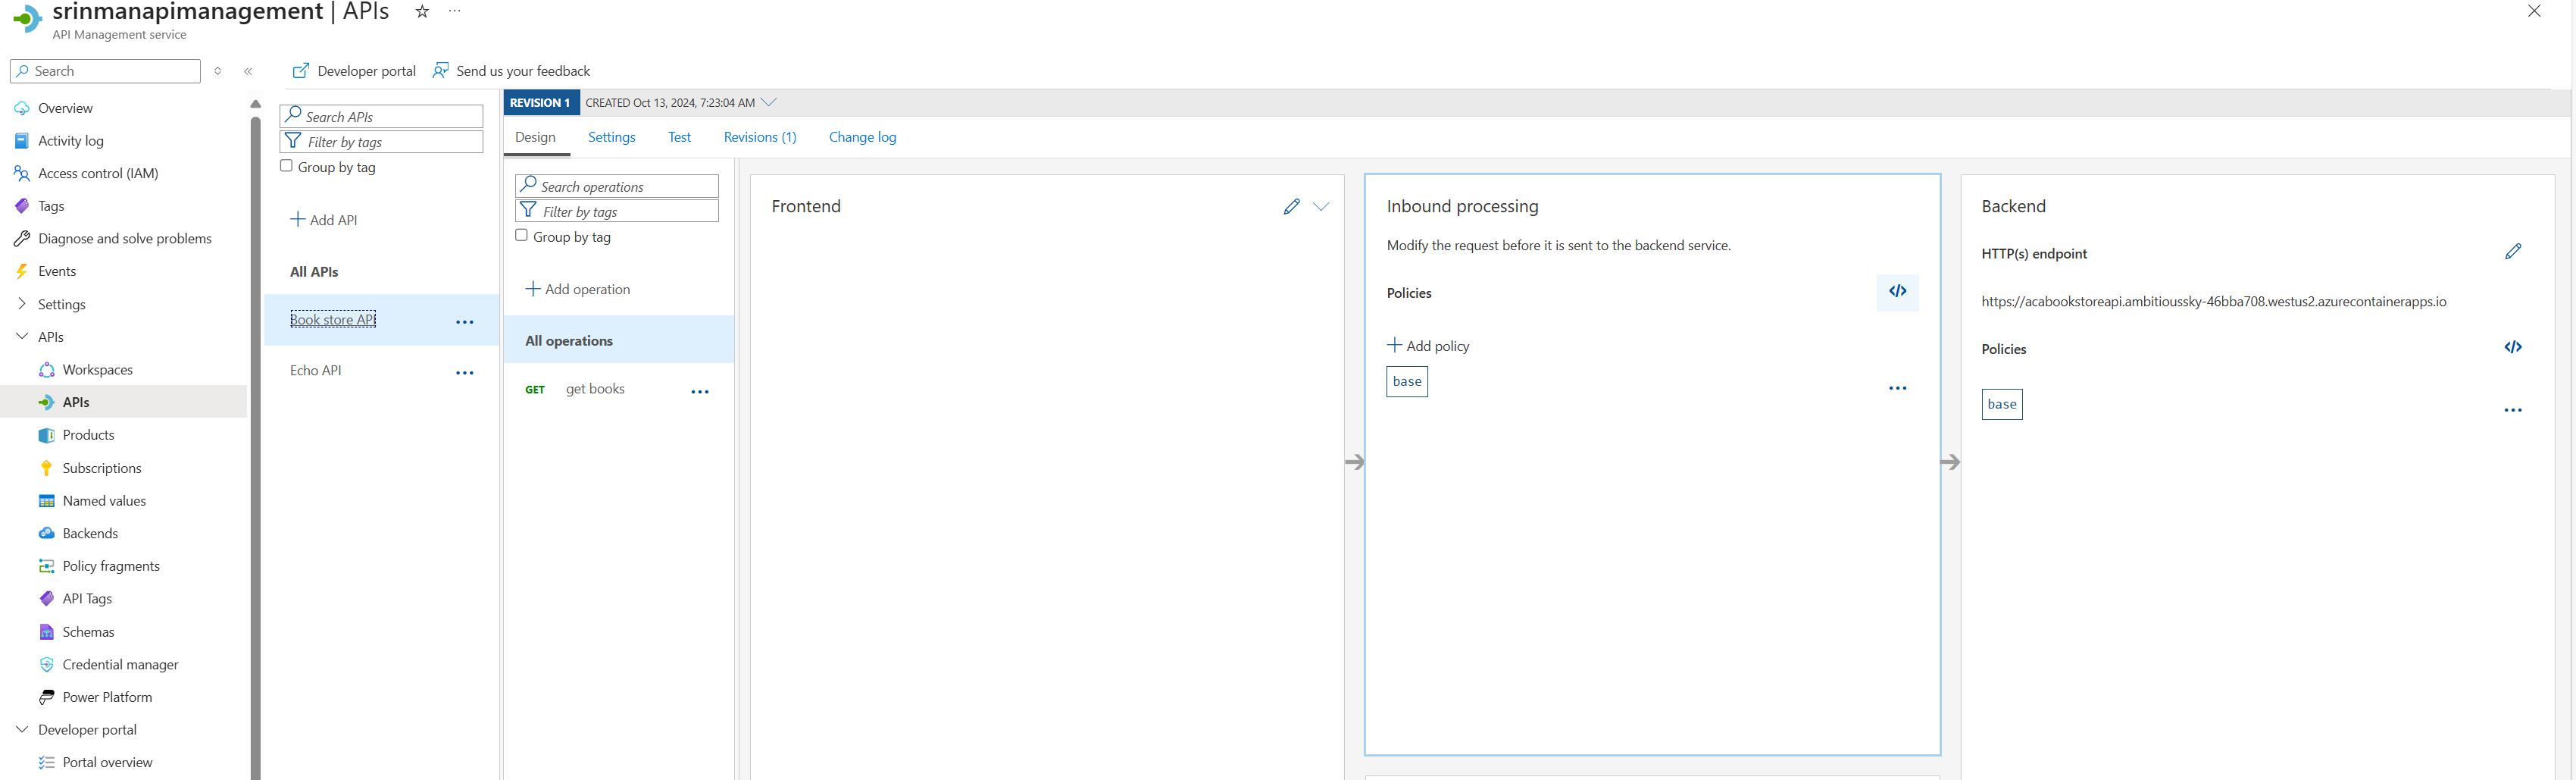 srinmanapimanagement | APIs
API Management service
Search
Overview
Activity log
Access control (IAM)
Tags
Diagnose and solve problems
Events
Settings
APIs
Workspaces
APIs
Products
Subscriptions
Named values
Backends
Policy fragments
API Tags
Schemas
Credential manager
Power Platform
Developer portal
Portal overview
Developer portal
Send us your feedback
Search APIs
Filter by tags
Group by tag
Add API
All APIs
Book store API
Echo API
REVISION 1 CREATED Oct 13, 2024, 7:23:04 AM
Design Settings Test Revisions (1) Change log
Search operations
Filter by tags
Group by tag
Add operation
All operations
GET get books
Frontend
Inbound processing
Modify the request before it is sent to the backend service.
Policies
</>
Add policy
base
Backend
HTTP(s) endpoint
https://acabookstoreapi.ambitioussky-46bba708.westus2.azurecontainerapps.io
Policies
</>
base